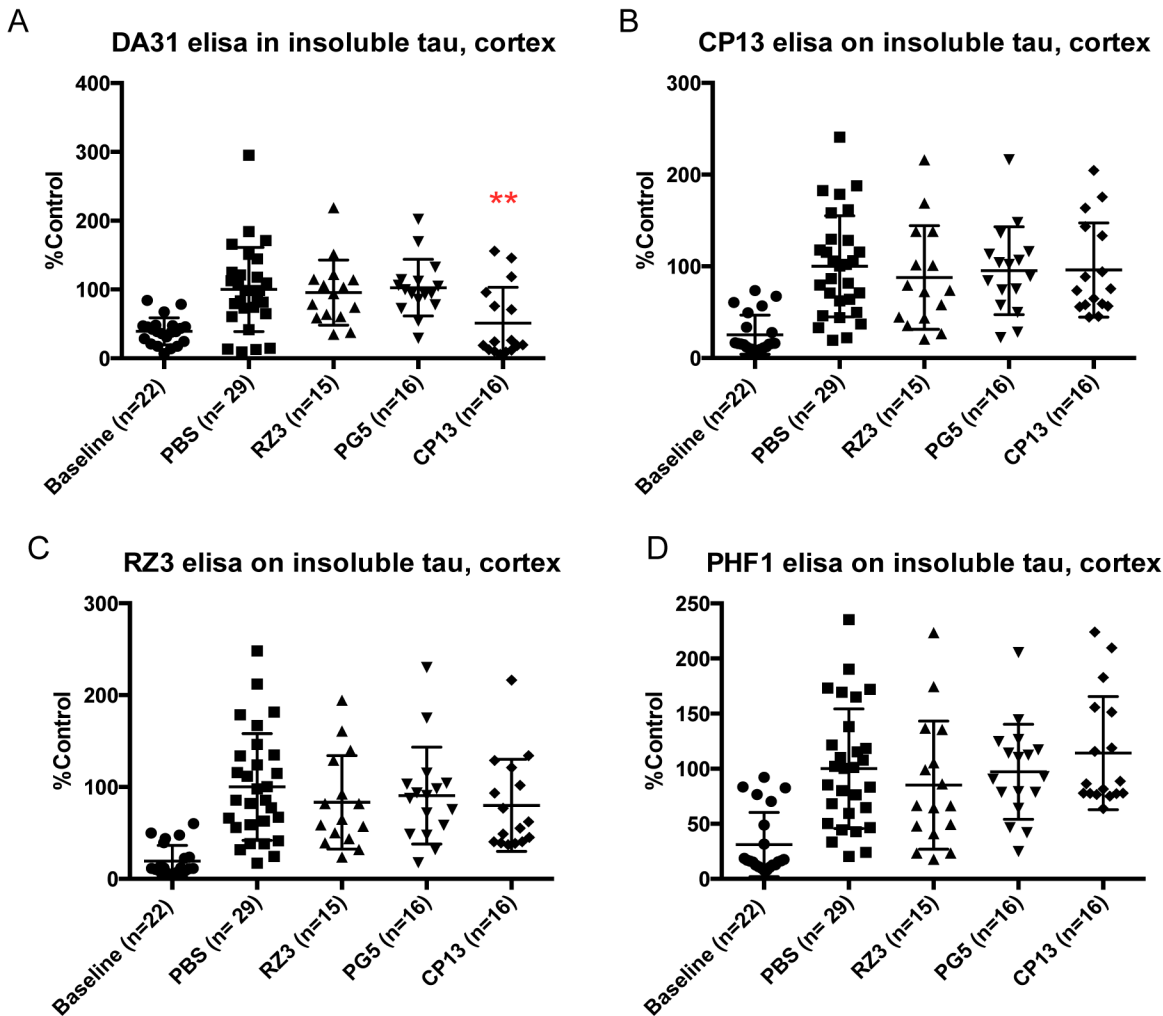 A
DA31 elisa in insoluble tau, cortex
%Control
400
300
200
100
0
**
Baseline (n=22)
PBS (n= 29)
RZ3 (n=15)
PG5 (n=16)
CP13 (n=16)
B
CP13 elisa on insoluble tau, cortex
%Control
300
200
100
0
Baseline (n=22)
PBS (n= 29)
RZ3 (n=15)
PG5 (n=16)
CP13 (n=16)
C
RZ3 elisa on insoluble tau, cortex
%Control
300
200
100
0
Baseline (n=22)
PBS (n= 29)
RZ3 (n=15)
PG5 (n=16)
CP13 (n=16)
D
PHF1 elisa on insoluble tau, cortex
%Control
250
200
150
100
50
0
Baseline (n=22)
PBS (n= 29)
RZ3 (n=15)
PG5 (n=16)
CP13 (n=16)